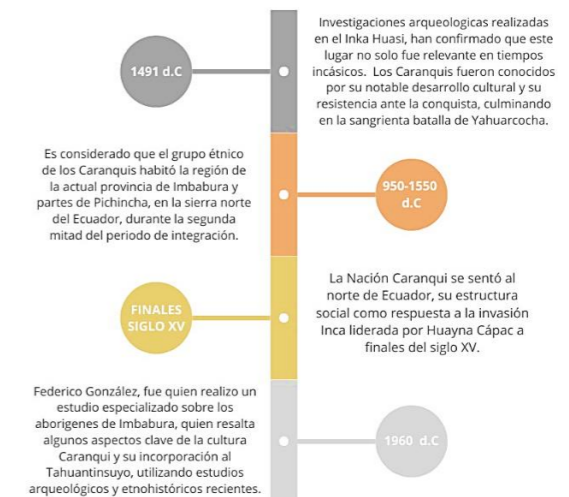 Investigaciones arqueologicas realizadas
en el Inka Huasi, han confirmado que este
lugar no solo fue relevante en tiempos
incásicos. Los Caranquis fueron conocidos
por su notable desarrollo cultural y su
resistencia ante la conquista, culminando
en la sangrienta batalla de Yahuarcocha.
1491 d.C
Es considerado que el grupo étnico
de los Caranquis habitó la región de
la actual provincia de Imbabura y
partes de Pichincha, en la sierra norte
del Ecuador, durante la segunda
mitad del periodo de integración.
950-1550
d.C
FINALES
SIGLO XV
La Nación Caranqui se sentó al
norte de Ecuador, su estructura
social como respuesta a la invasión
Inca liderada por Huayna Cápac a
finales del siglo XV.
Federico González, fue quien realizo un
estudio especializado sobre los
aborigenes de Imbabura, quien resalta
algunos aspectos clave de la cultura
Caranqui y su incorporación al
Tahuantinsuyo, utilizando estudios
arqueológicos y etnohistóricos recientes.
1960 d.C